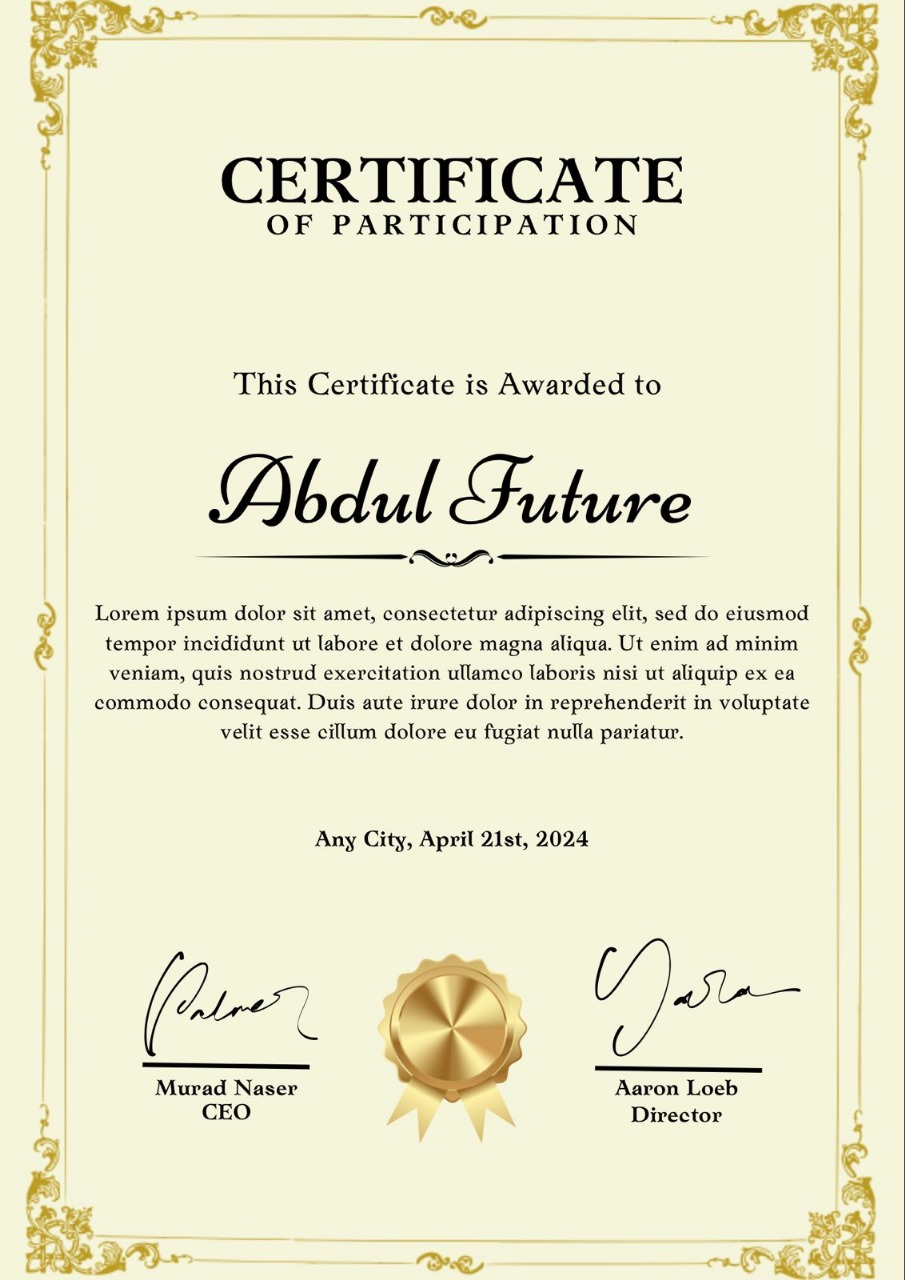 CERTIFICATE
OF PARTICIPATION
This Certificate is Awarded to
Abdul Future
Lorem ipsum dolor sit amet, consectetur adipiscing elit, sed do eiusmod
tempor incididunt ut labore et dolore magna aliqua. Ut enim ad minim
veniam, quis nostrud exercitation ullamco laboris nisi ut aliquip ex ea
commodo consequat. Duis aute irure dolor in reprehenderit in voluptate
velit esse cillum dolore eu fugiat nulla pariatur.
Any City, April 21st, 2024
Murad Naser
CEO
Aaron Loeb
Director